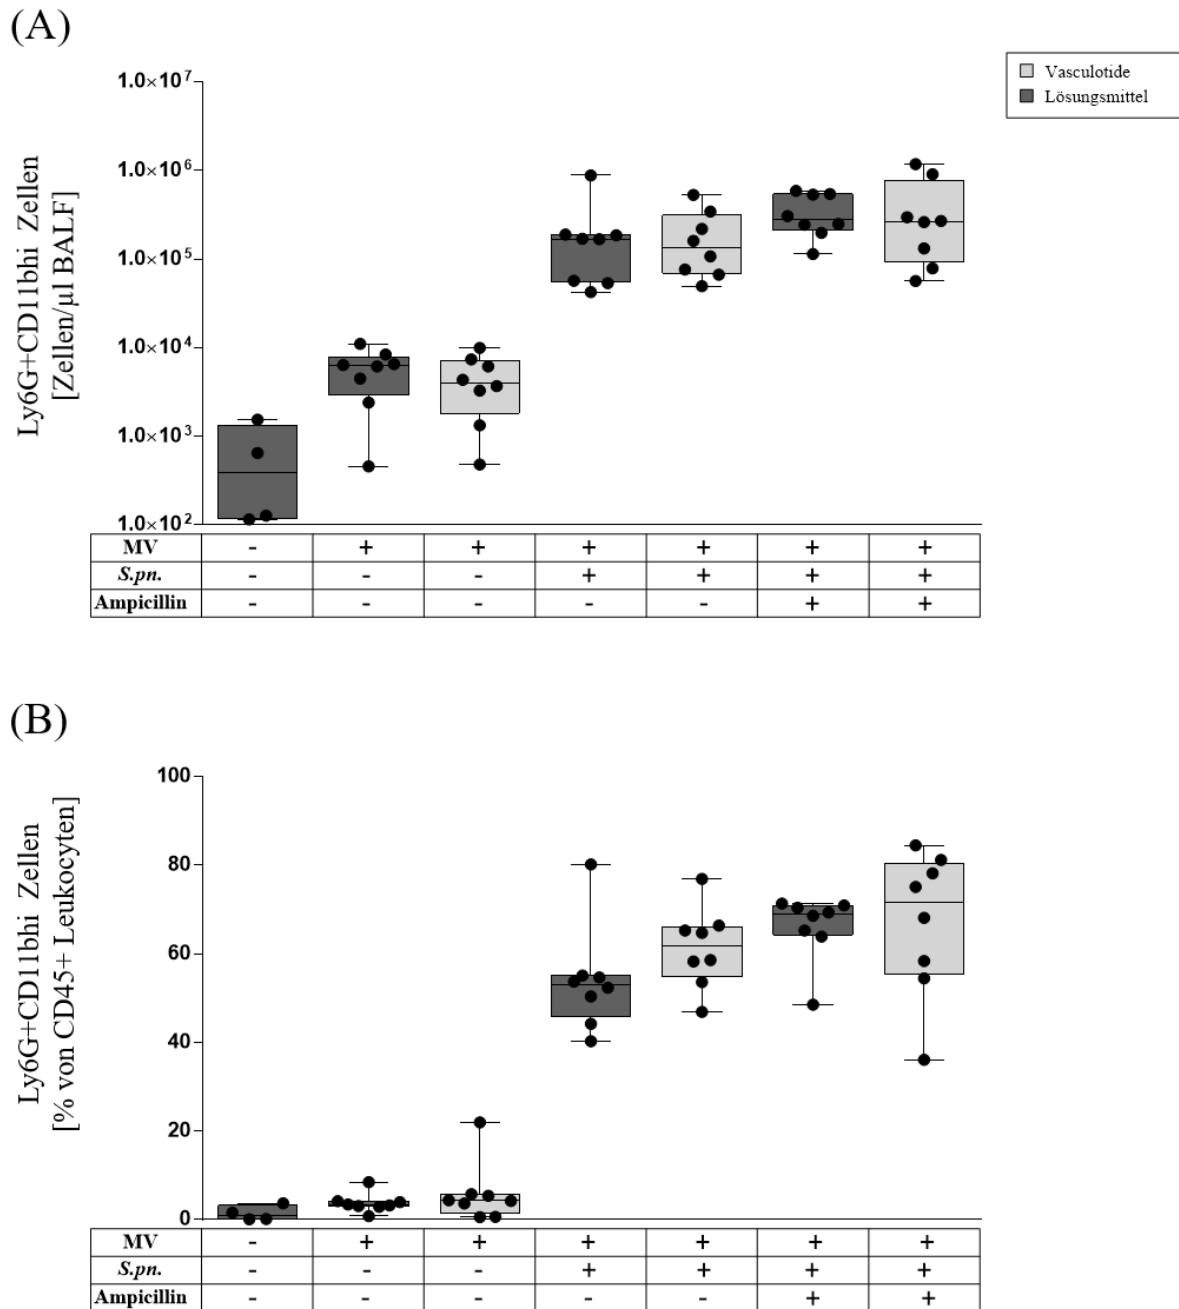 (A)
Vasculotide
Lösungsmittel
Ly6G+CD11bhi Zellen
[Zellen/µl BALF]
1.0×10⁷
1.0×10⁶
1.0×10⁵
1.0×10⁴
1.0×10³
1.0×10²
MV - + + + + + +
S.pn. - - - + + + +
Ampicillin - - - - - + +
(B)
Ly6G+CD11bhi Zellen
[% von CD45+ Leukocyten]
100
80
60
40
20
0
MV - + + + + + +
S.pn. - - - + + + +
Ampicillin - - - - - + +